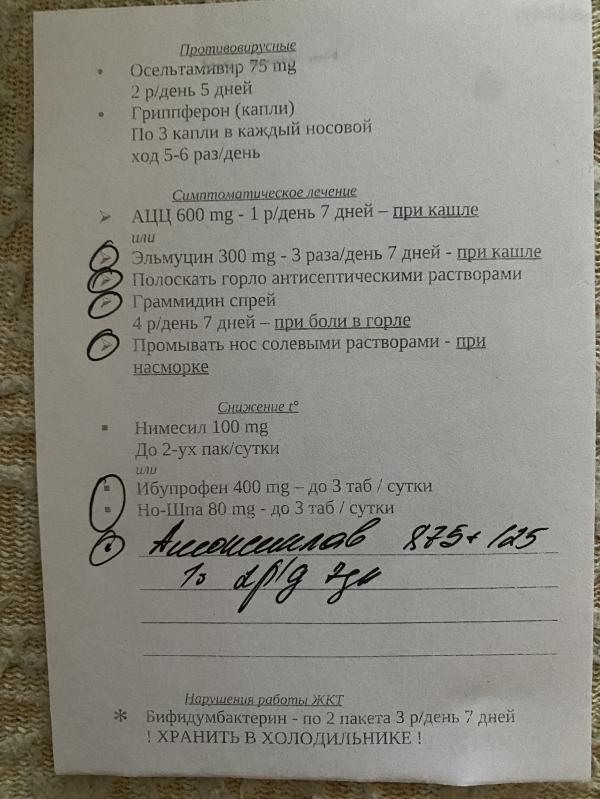 Противовирусные
• Осельтамивир 75 mg
2 р/день 5 дней
• Гриппферон (капли)
По 3 капли в каждый носовой
ход 5-6 раз/день
Симптоматическое лечение
➢ АЦЦ 600 mg - 1 р/день 7 дней – при кашле
или
➢ Эльмуцин 300 mg - 3 раза/день 7 дней - при кашле
➢ Полоскать горло антисептическими растворами
➢ Граммидин спрей
4 р/день 7 дней – при боли в горле
➢ Промывать нос солевыми растворами - при
насморке
Снижение t°
▪ Нимесил 100 mg
До 2-ух пак/сутки
или
▪ Ибупрофен 400 mg – до 3 таб / сутки
▪ Но-Шпа 80 mg - до 3 таб / сутки
• Амоксиклав 875+125
1т 2р/д 7дн
Нарушения работы ЖКТ
* Бифидумбактерин - по 2 пакета 3 р/день 7 дней
! ХРАНИТЬ В ХОЛОДИЛЬНИКЕ !